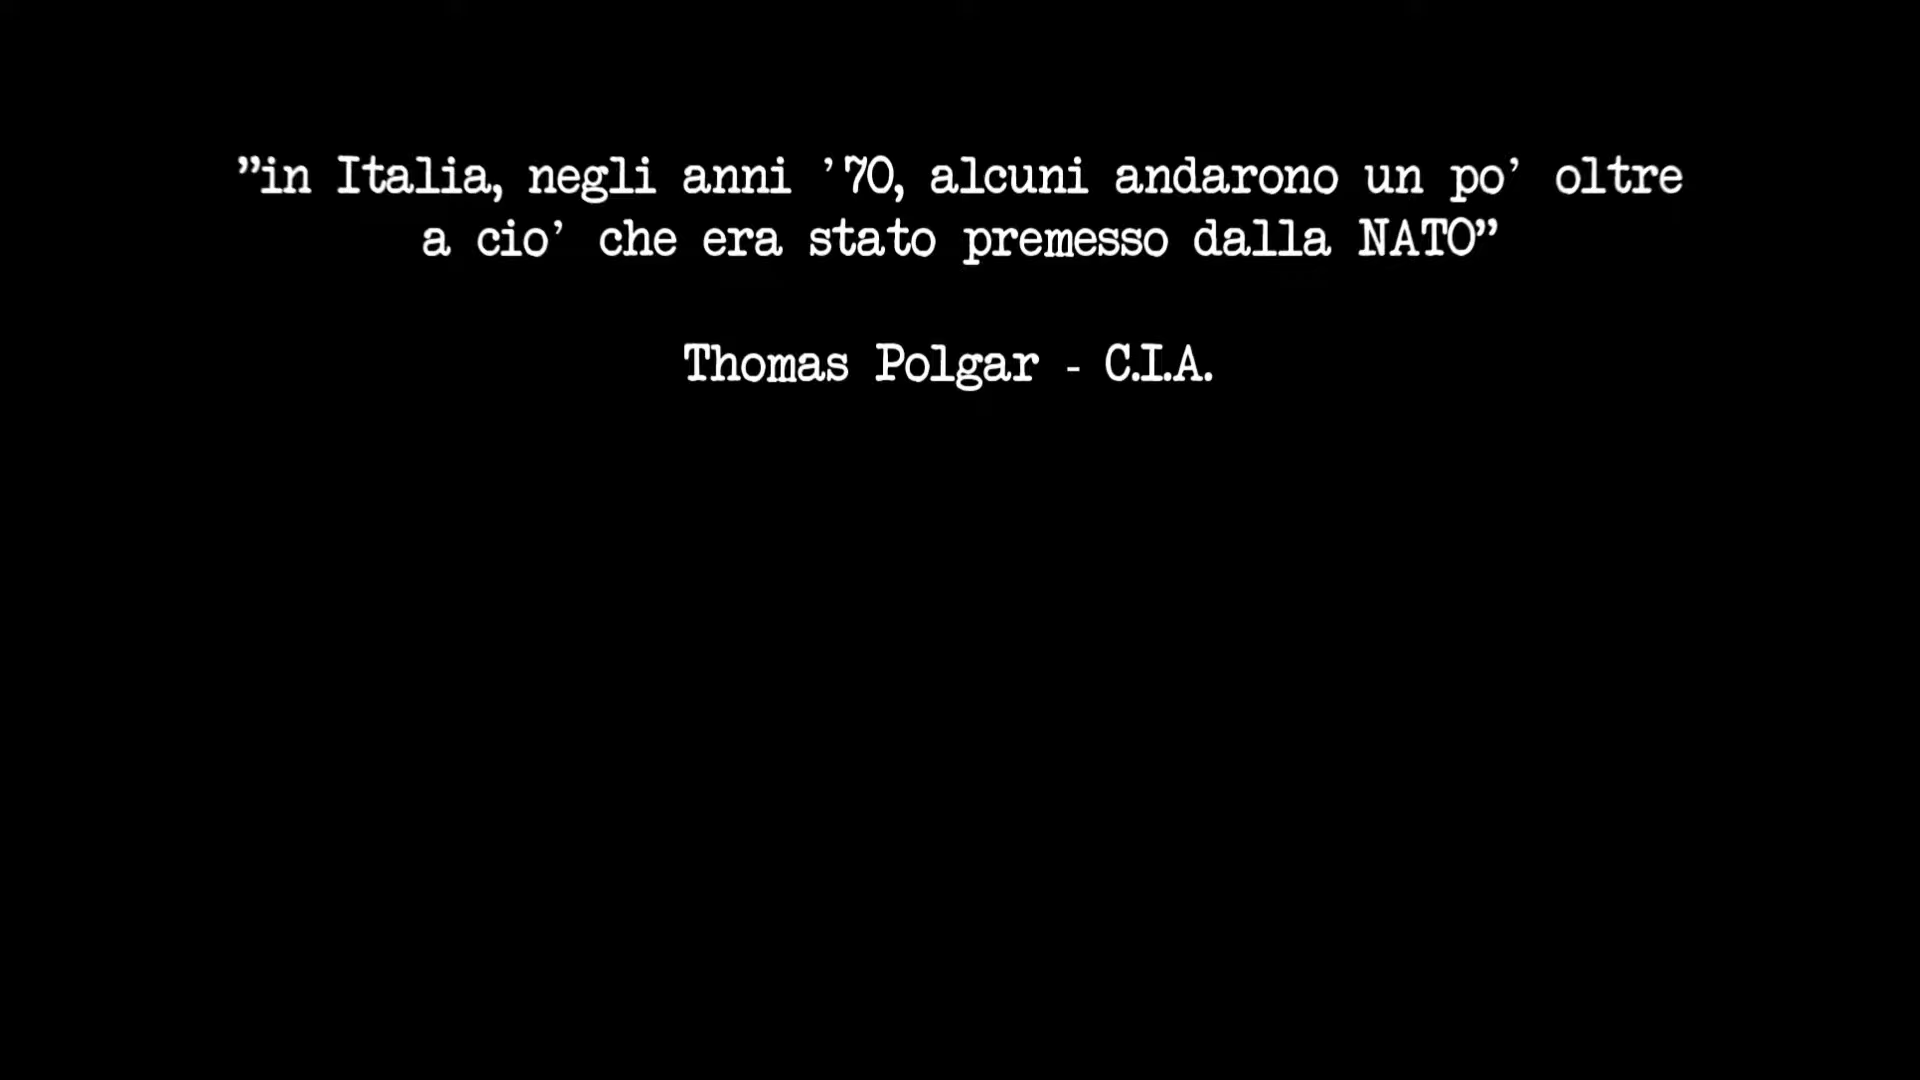 ”in Italia, negli anni ’70, alcuni andarono un po’ oltre
a cio’ che era stato premesso dalla NATO”
Thomas Polgar - C.I.A.